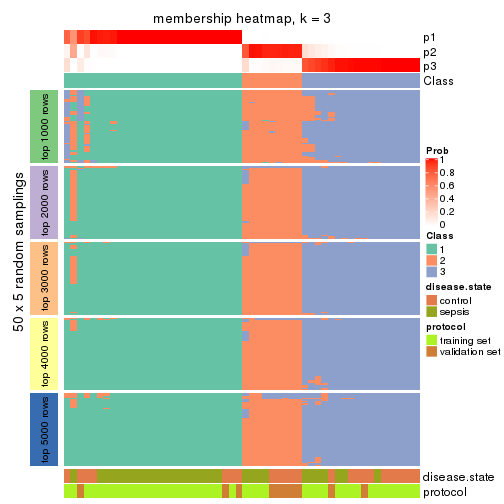 membership heatmap, k = 3
p1
p2
p3
Class
50 x 5 random samplings
top 1000 rows
top 2000 rows
top 3000 rows
top 4000 rows
top 5000 rows
Prob
1
0.8
0.6
0.4
0.2
0
Class
1
2
3
disease.state
control
sepsis
protocol
training set
validation set
disease.state
protocol